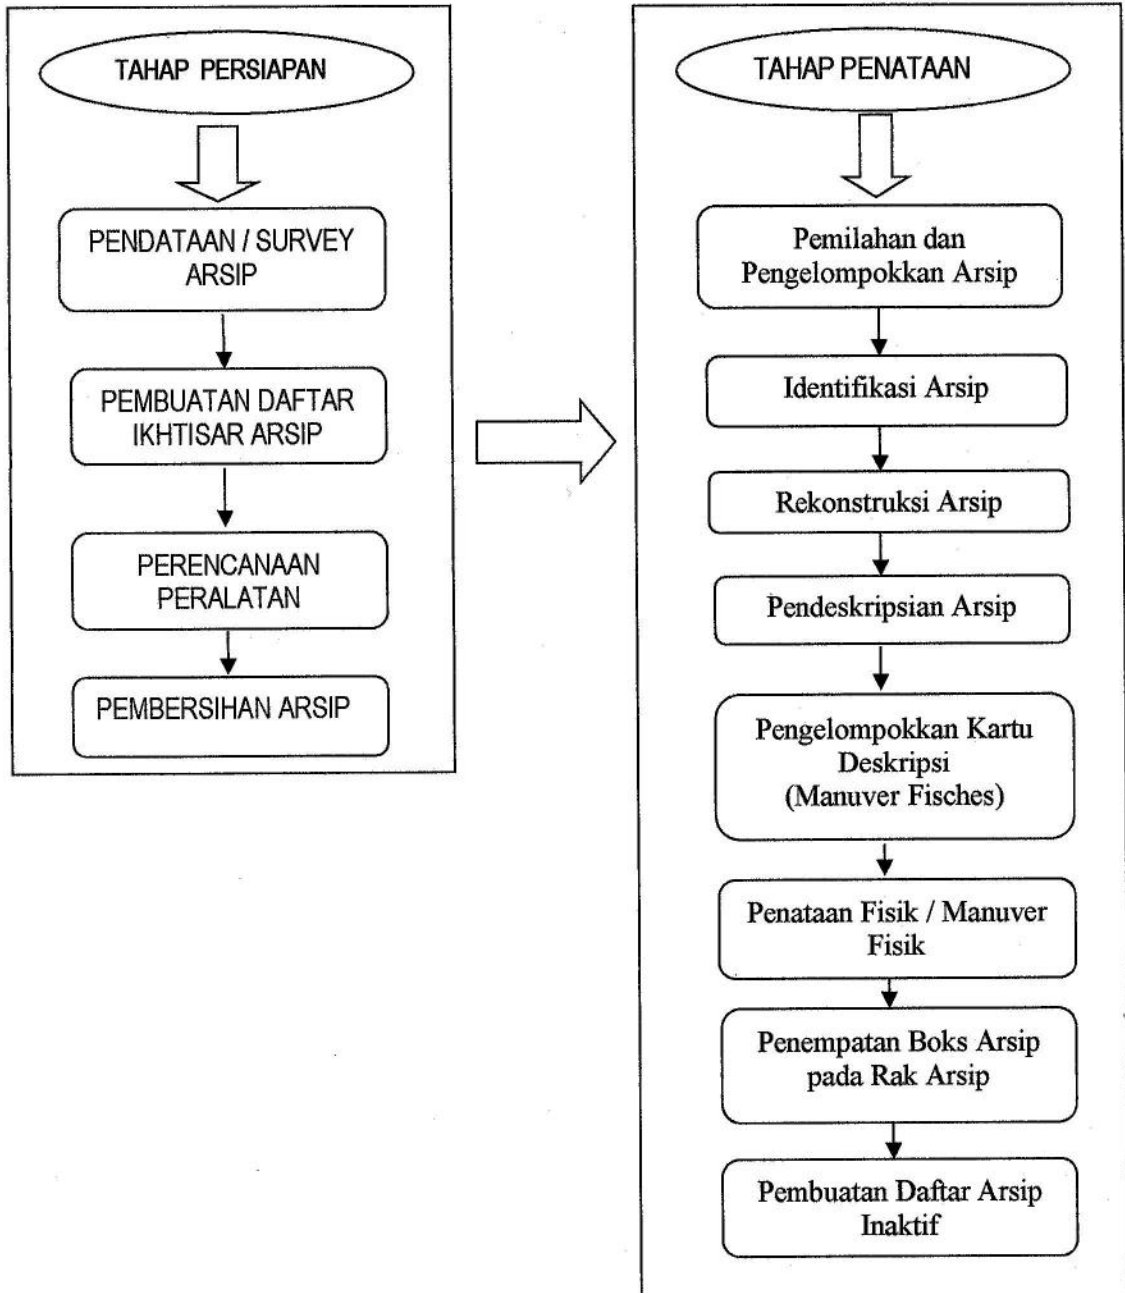 TAHAP PERSIAPAN
PENDATAAN / SURVEY
ARSIP
PEMBUATAN DAFTAR
IKHTISAR ARSIP
PERENCANAAN
PERALATAN
PEMBERSIHAN ARSIP
TAHAP PENATAAN
Pemilahan dan
Pengelompokkan Arsip
Identifikasi Arsip
Rekonstruksi Arsip
Pendeskripsian Arsip
Pengelompokkan Kartu
Deskripsi
(Manuver Fisches)
Penataan Fisik / Manuver
Fisik
Penempatan Boks Arsip
pada Rak Arsip
Pembuatan Daftar Arsip
Inaktif